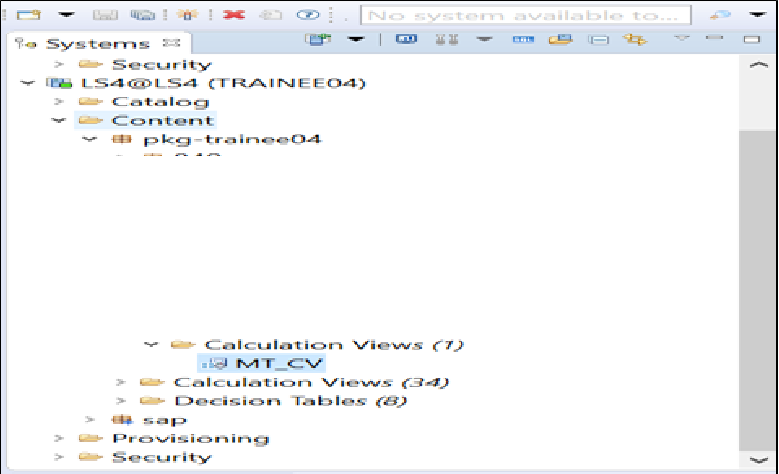 No system available to...
Systems
Security
LS4@LS4 (TRAINEE04)
Catalog
Content
pkg-trainee04
Calculation Views (1)
MT_CV
Calculation Views (34)
Decision Tables (8)
sap
Provisioning
Security